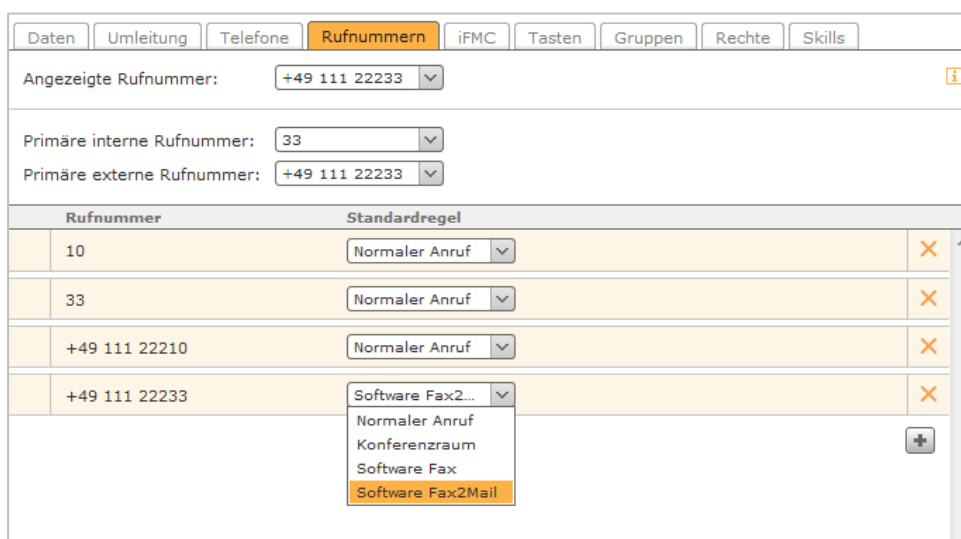 Daten Umleitung Telefone Rufnummern iFMC Tasten Gruppen Rechte Skills
Angezeigte Rufnummer: +49 111 22233
Primäre interne Rufnummer: 33
Primäre externe Rufnummer: +49 111 22233
Rufnummer Standardregel
10 Normaler Anruf
33 Normaler Anruf
+49 111 22210 Normaler Anruf
+49 111 22233 Software Fax2...
Normaler Anruf
Konferenzraum
Software Fax
Software Fax2Mail